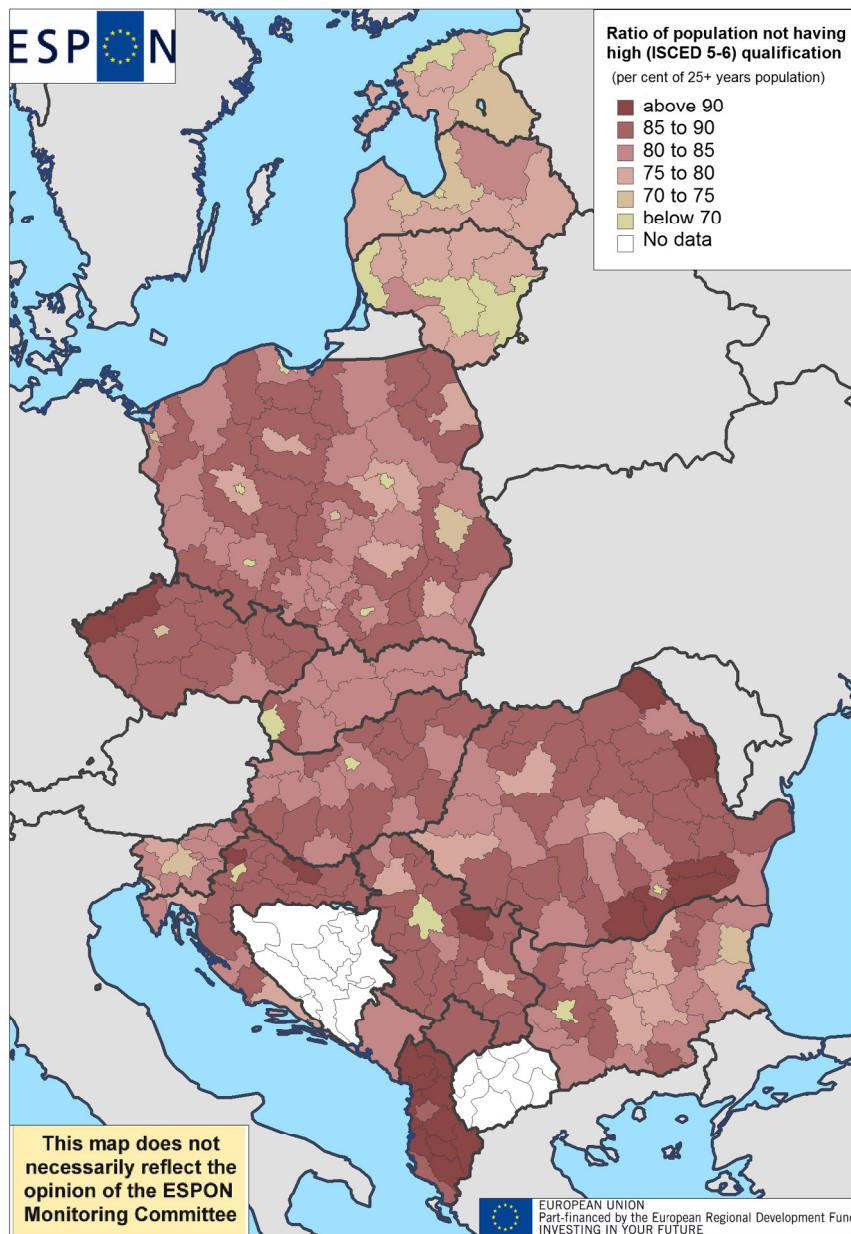 ESPON
Ratio of population not having
high (ISCED 5-6) qualification
(per cent of 25+ years population)
above 90
85 to 90
80 to 85
75 to 80
70 to 75
below 70
No data
This map does not
necessarily reflect the
opinion of the ESPON
Monitoring Committee
EUROPEAN UNION
Part-financed by the European Regional Development Fund
INVESTING IN YOUR FUTURE